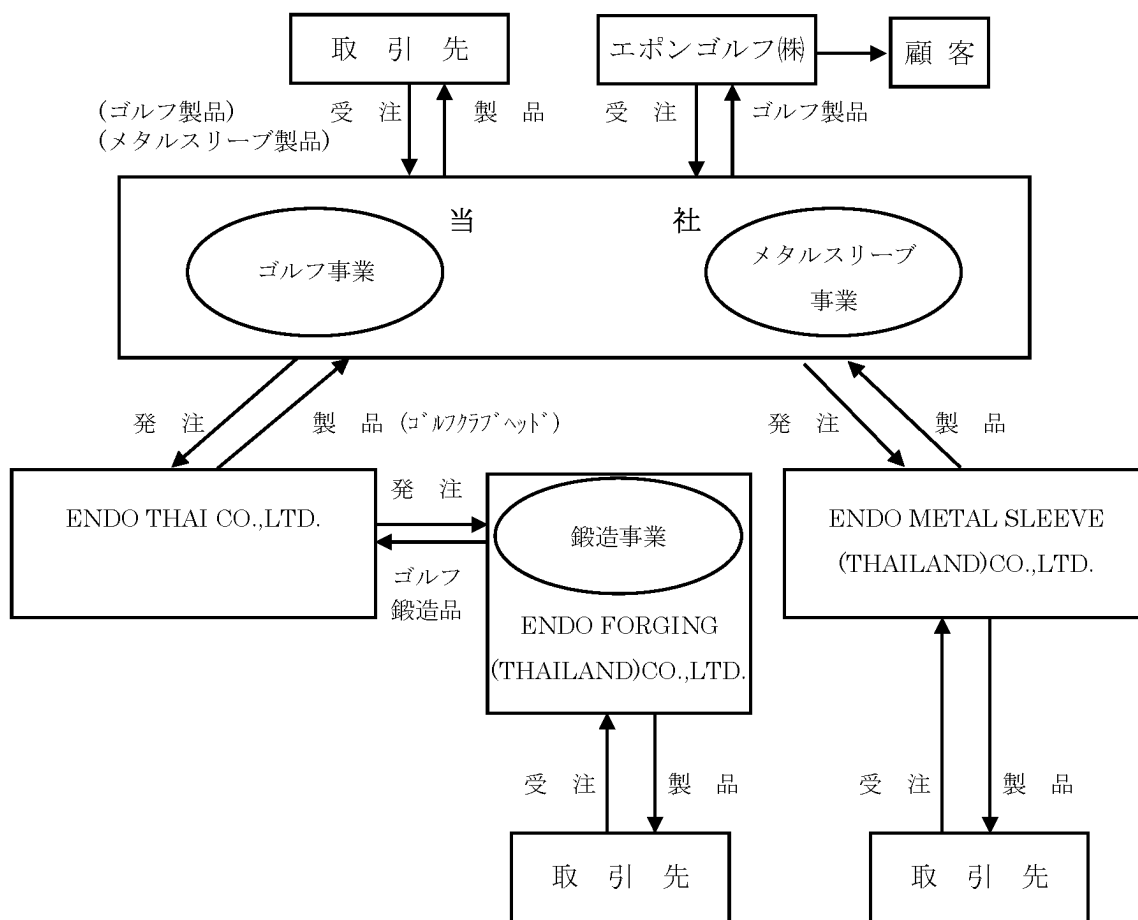 取 引 先
エポンゴルフ㈱
顧 客
(ゴルフ製品)
(メタルスリーブ製品)
受 注
製 品
受 注
ゴルフ製品
当 社
ゴルフ事業
メタルスリーブ
事業
発 注
製 品 (ｺﾞﾙﾌｸﾗﾌﾞﾍｯﾄﾞ)
発 注
製 品
ENDO THAI CO.,LTD.
発 注
ゴルフ
鍛造品
鍛造事業
ENDO FORGING
(THAILAND)CO.,LTD.
ENDO METAL SLEEVE
(THAILAND)CO.,LTD.
受 注
製 品
受 注
製 品
取 引 先
取 引 先